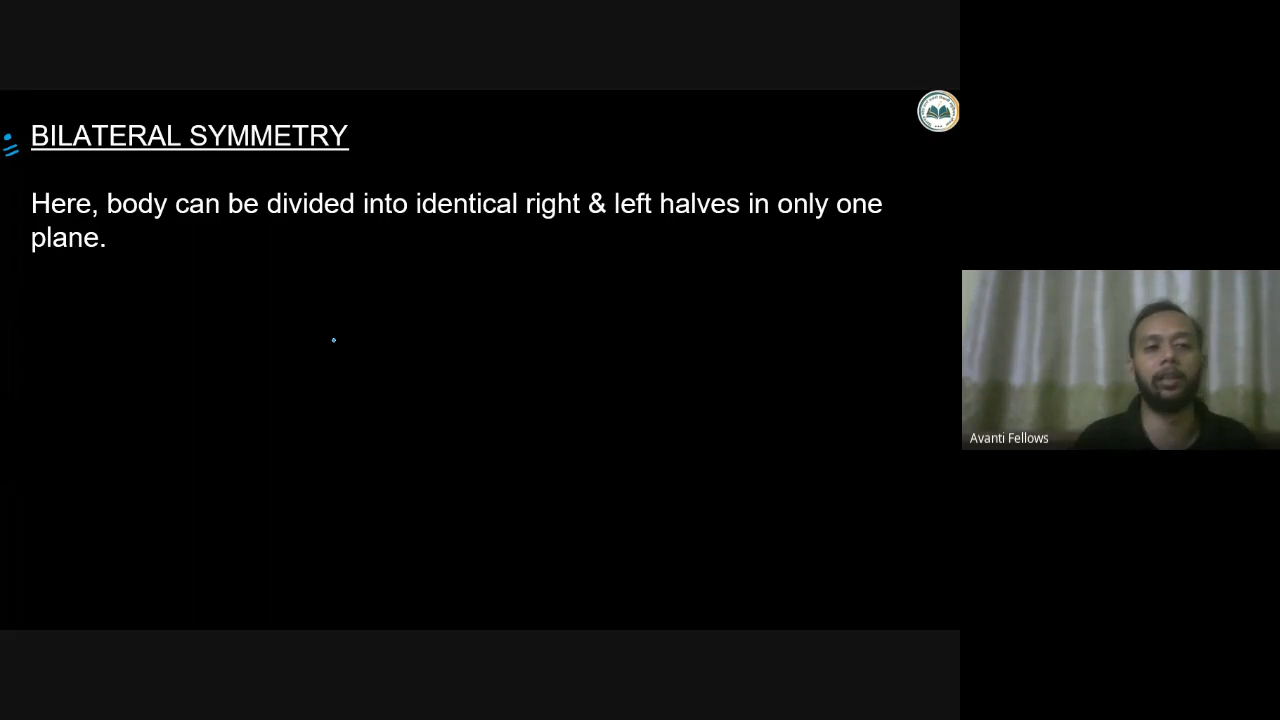 BILATERAL SYMMETRY
Here, body can be divided into identical right & left halves in only one
plane.
Avanti Fellows